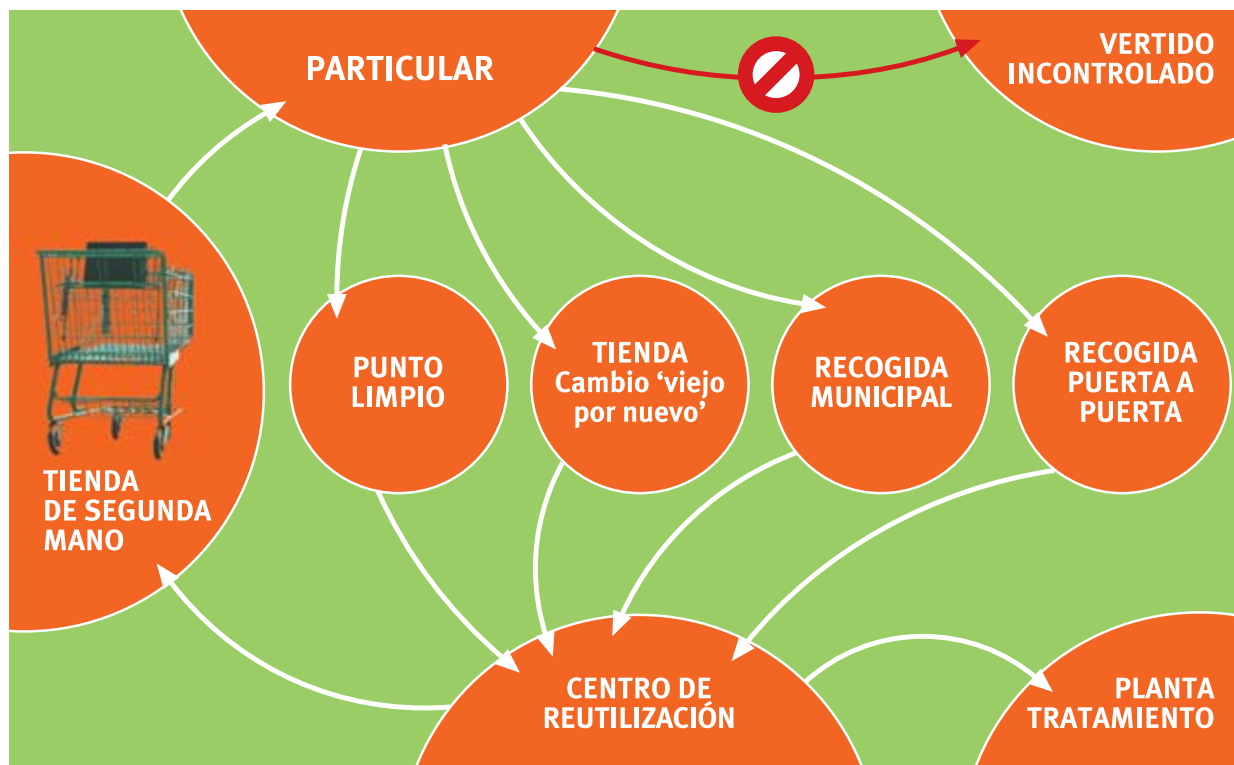 PARTICULAR
VERTIDO
INCONTROLADO
PUNTO
LIMPIO
TIENDA
Cambio ‘viejo
por nuevo’
RECOGIDA
MUNICIPAL
RECOGIDA
PUERTA A
PUERTA
TIENDA
DE SEGUNDA
MANO
CENTRO DE
REUTILIZACIÓN
PLANTA
TRATAMIENTO